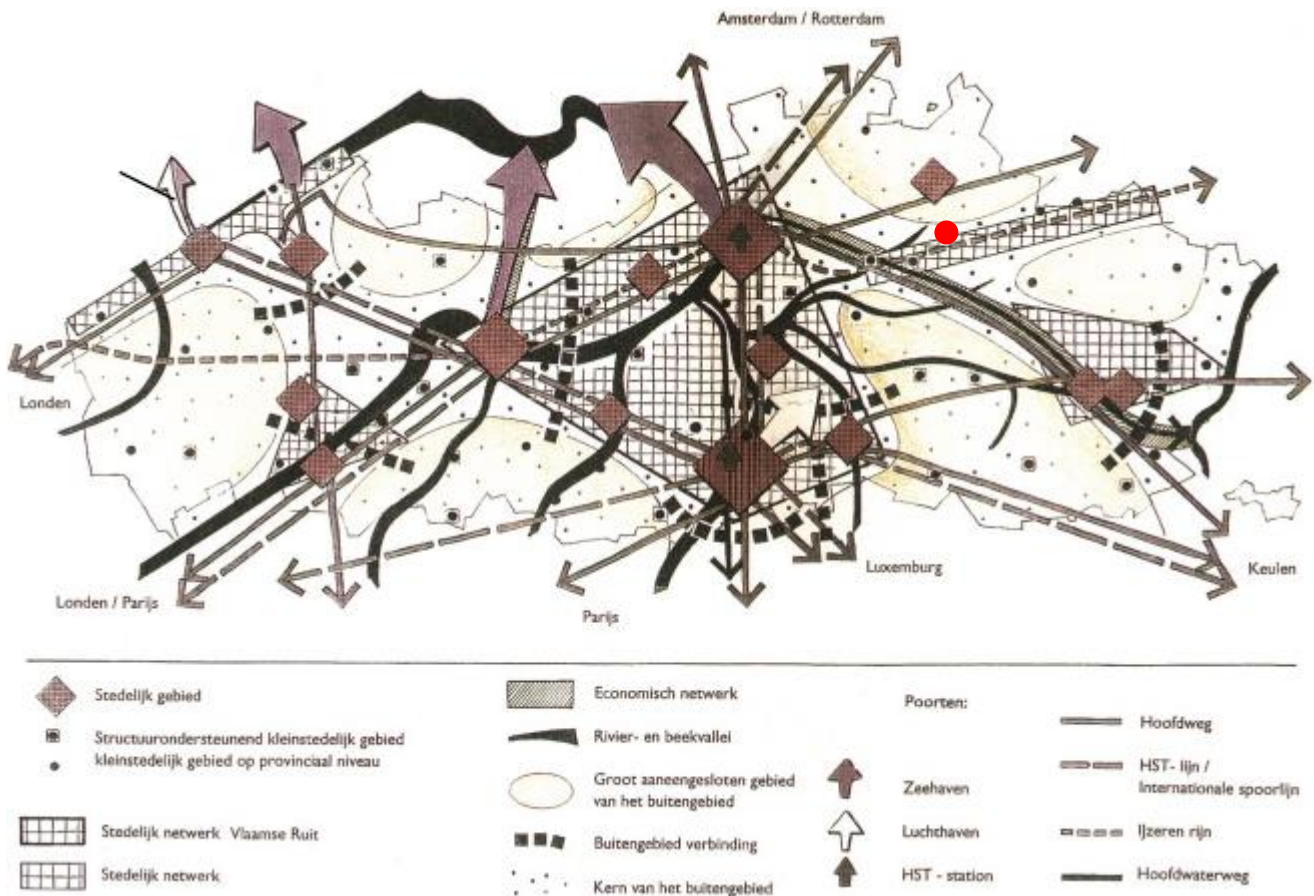 Amsterdam / Rotterdam
Londen
Londen / Parijs
Parijs
Luxemburg
Keulen
Stedelijk gebied
Structuurondersteunend kleinstedelijk gebied
kleinstedelijk gebied op provinciaal niveau
Stedelijk netwerk Vlaamse Ruit
Stedelijk netwerk
Economisch netwerk
Rivier- en beekvallei
Groot aaneengesloten gebied
van het buitengebied
Buitengebied verbinding
Kern van het buitengebied
Poorten:
Zeehaven
Luchthaven
HST - station
Hoofdweg
HST- lijn /
Internationale spoorlijn
IJzeren rijn
Hoofdwaterweg